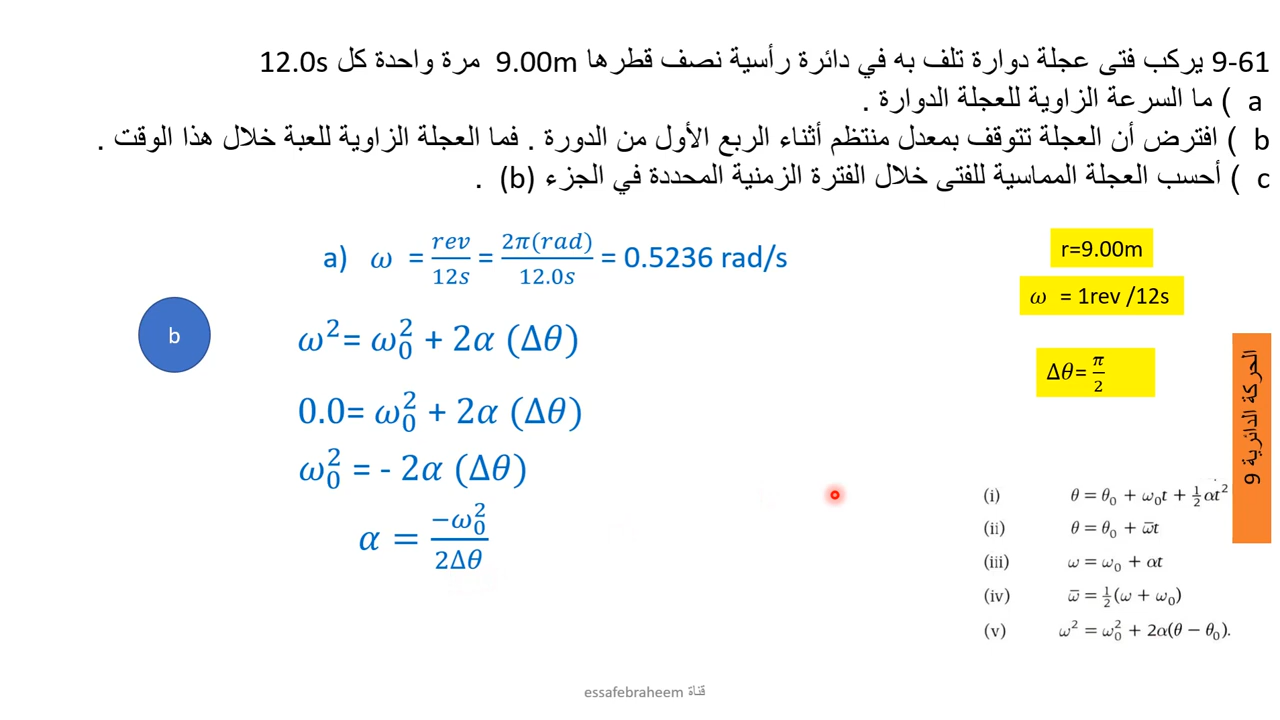 9-61 يركب فتى عجلة دوارة تلف به في دائرة رأسية نصف قطرها 9.00m مرة واحدة كل 12.0s
a ) ما السرعة الزاوية للعجلة الدوارة .
b ) افترض أن العجلة تتوقف بمعدل منتظم أثناء الربع الأول من الدورة . فما العجلة الزاوية للعبة خلال هذا الوقت .
c ) أحسب العجلة المماسية للفتى خلال الفترة الزمنية المحددة في الجزء (b) .
a) ω = rev/12s = 2π(rad)/12.0s = 0.5236 rad/s
r=9.00m
ω = 1rev /12s
b
ω²= ω₀² + 2α (Δθ)
Δθ= π/2
0.0= ω₀² + 2α (Δθ)
ω₀² = - 2α (Δθ)
α = −ω₀²/2Δθ
الحركة الدائرية 9
(i) θ = θ₀ + ω₀t + ½αt²
(ii) θ = θ₀ + ω̅t
(iii) ω = ω₀ + αt
(iv) ω̅ = ½(ω + ω₀)
(v) ω² = ω₀² + 2α(θ − θ₀).
قناة essafebraheem